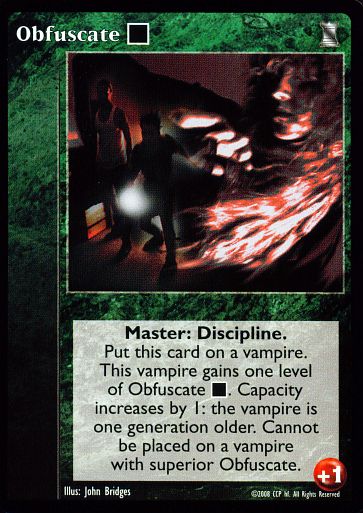 Obfuscate
Master: Discipline.
Put this card on a vampire.
This vampire gains one level
of Obfuscate ■. Capacity
increases by 1: the vampire is
one generation older. Cannot
be placed on a vampire
with superior Obfuscate.
+1
Illus: John Bridges
©2008 CCP hf. All Rights Reserved